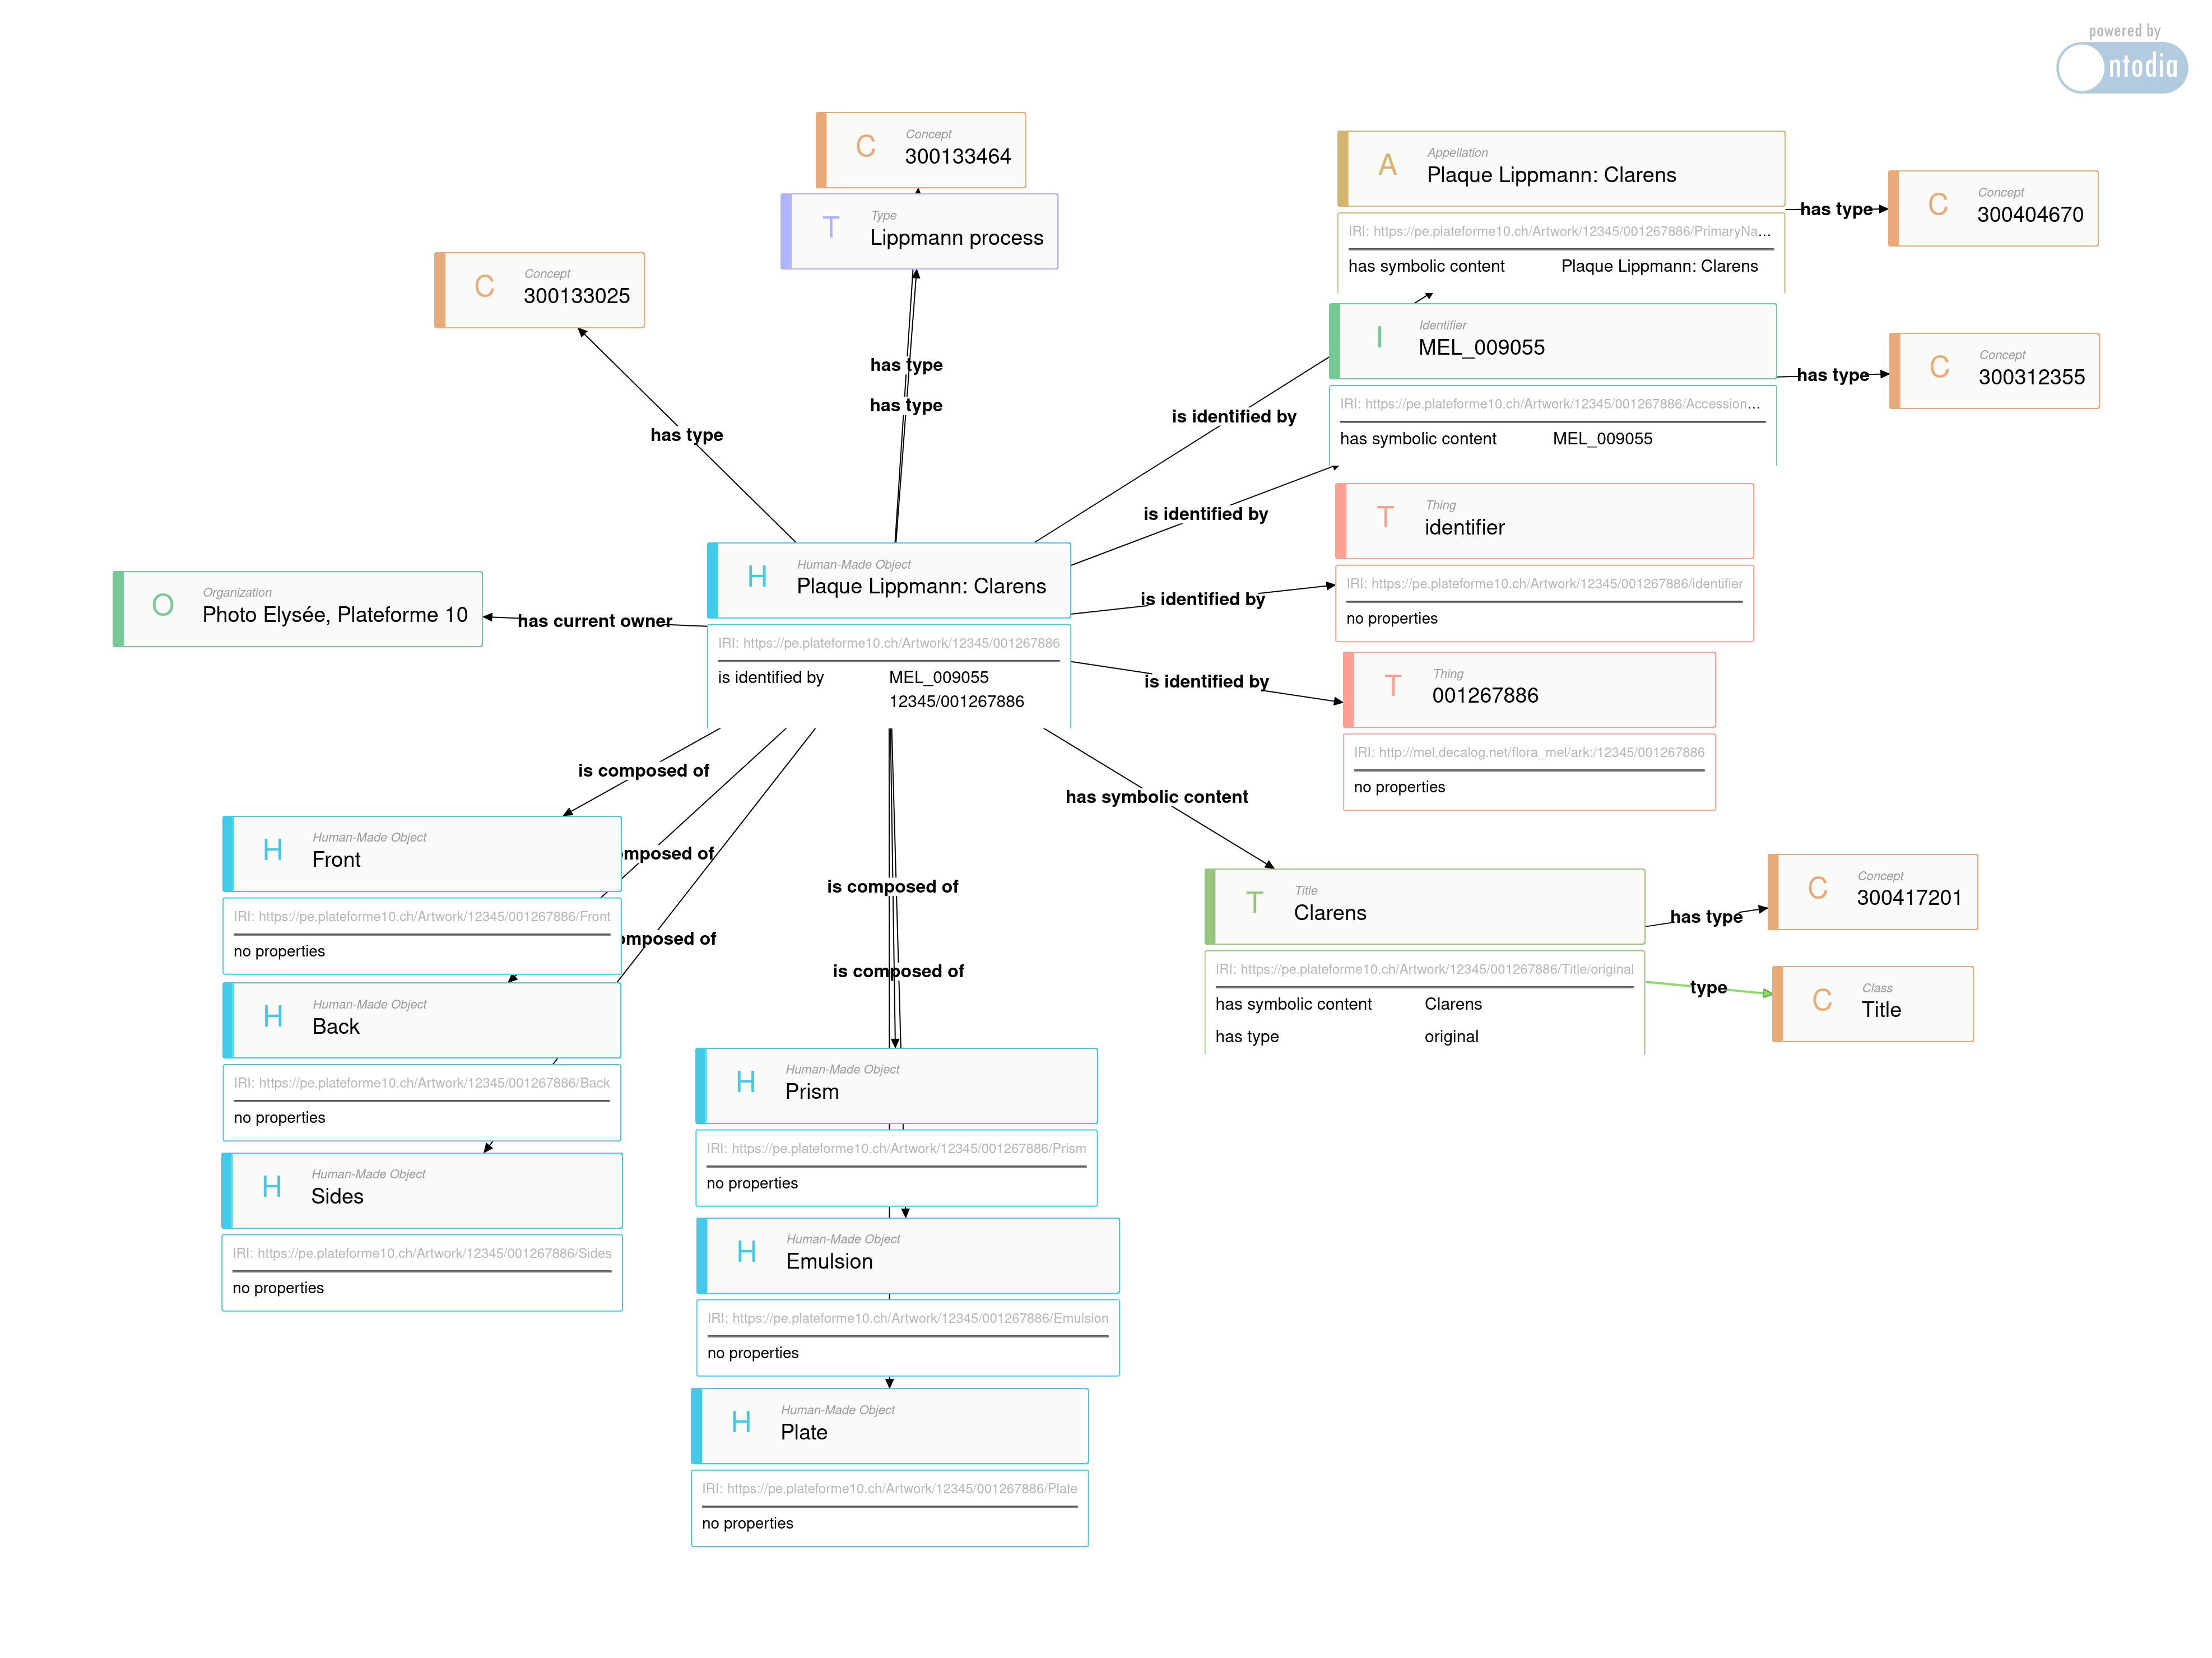 powered by
ntodia
C
Concept
300133464
T
Type
Lippmann process
C
Concept
300133025
has type
has type
has type
A
Appellation
Plaque Lippmann: Clarens
IRI: https://pe.plateforme10.ch/Artwork/12345/001267886/PrimaryNa...
has symbolic content Plaque Lippmann: Clarens
has type
C
Concept
300404670
I
Identifier
MEL_009055
IRI: https://pe.plateforme10.ch/Artwork/12345/001267886/Accession...
has symbolic content MEL_009055
has type
C
Concept
300312355
is identified by
is identified by
is identified by
is identified by
T
Thing
identifier
IRI: https://pe.plateforme10.ch/Artwork/12345/001267886/identifier
no properties
T
Thing
001267886
IRI: http://mel.decalog.net/flora_mel/ark:/12345/001267886
no properties
H
Human-Made Object
Plaque Lippmann: Clarens
IRI: https://pe.plateforme10.ch/Artwork/12345/001267886
is identified by MEL_009055
12345/001267886
has current owner
O
Organization
Photo Elysée, Plateforme 10
has symbolic content
T
Title
Clarens
IRI: https://pe.plateforme10.ch/Artwork/12345/001267886/Title/original
has symbolic content Clarens
has type original
has type
C
Concept
300417201
type
C
Class
Title
is composed of
mposed of
mposed of
is composed of
is composed of
H
Human-Made Object
Front
IRI: https://pe.plateforme10.ch/Artwork/12345/001267886/Front
no properties
H
Human-Made Object
Back
IRI: https://pe.plateforme10.ch/Artwork/12345/001267886/Back
no properties
H
Human-Made Object
Sides
IRI: https://pe.plateforme10.ch/Artwork/12345/001267886/Sides
no properties
H
Human-Made Object
Prism
IRI: https://pe.plateforme10.ch/Artwork/12345/001267886/Prism
no properties
H
Human-Made Object
Emulsion
IRI: https://pe.plateforme10.ch/Artwork/12345/001267886/Emulsion
no properties
H
Human-Made Object
Plate
IRI: https://pe.plateforme10.ch/Artwork/12345/001267886/Plate
no properties